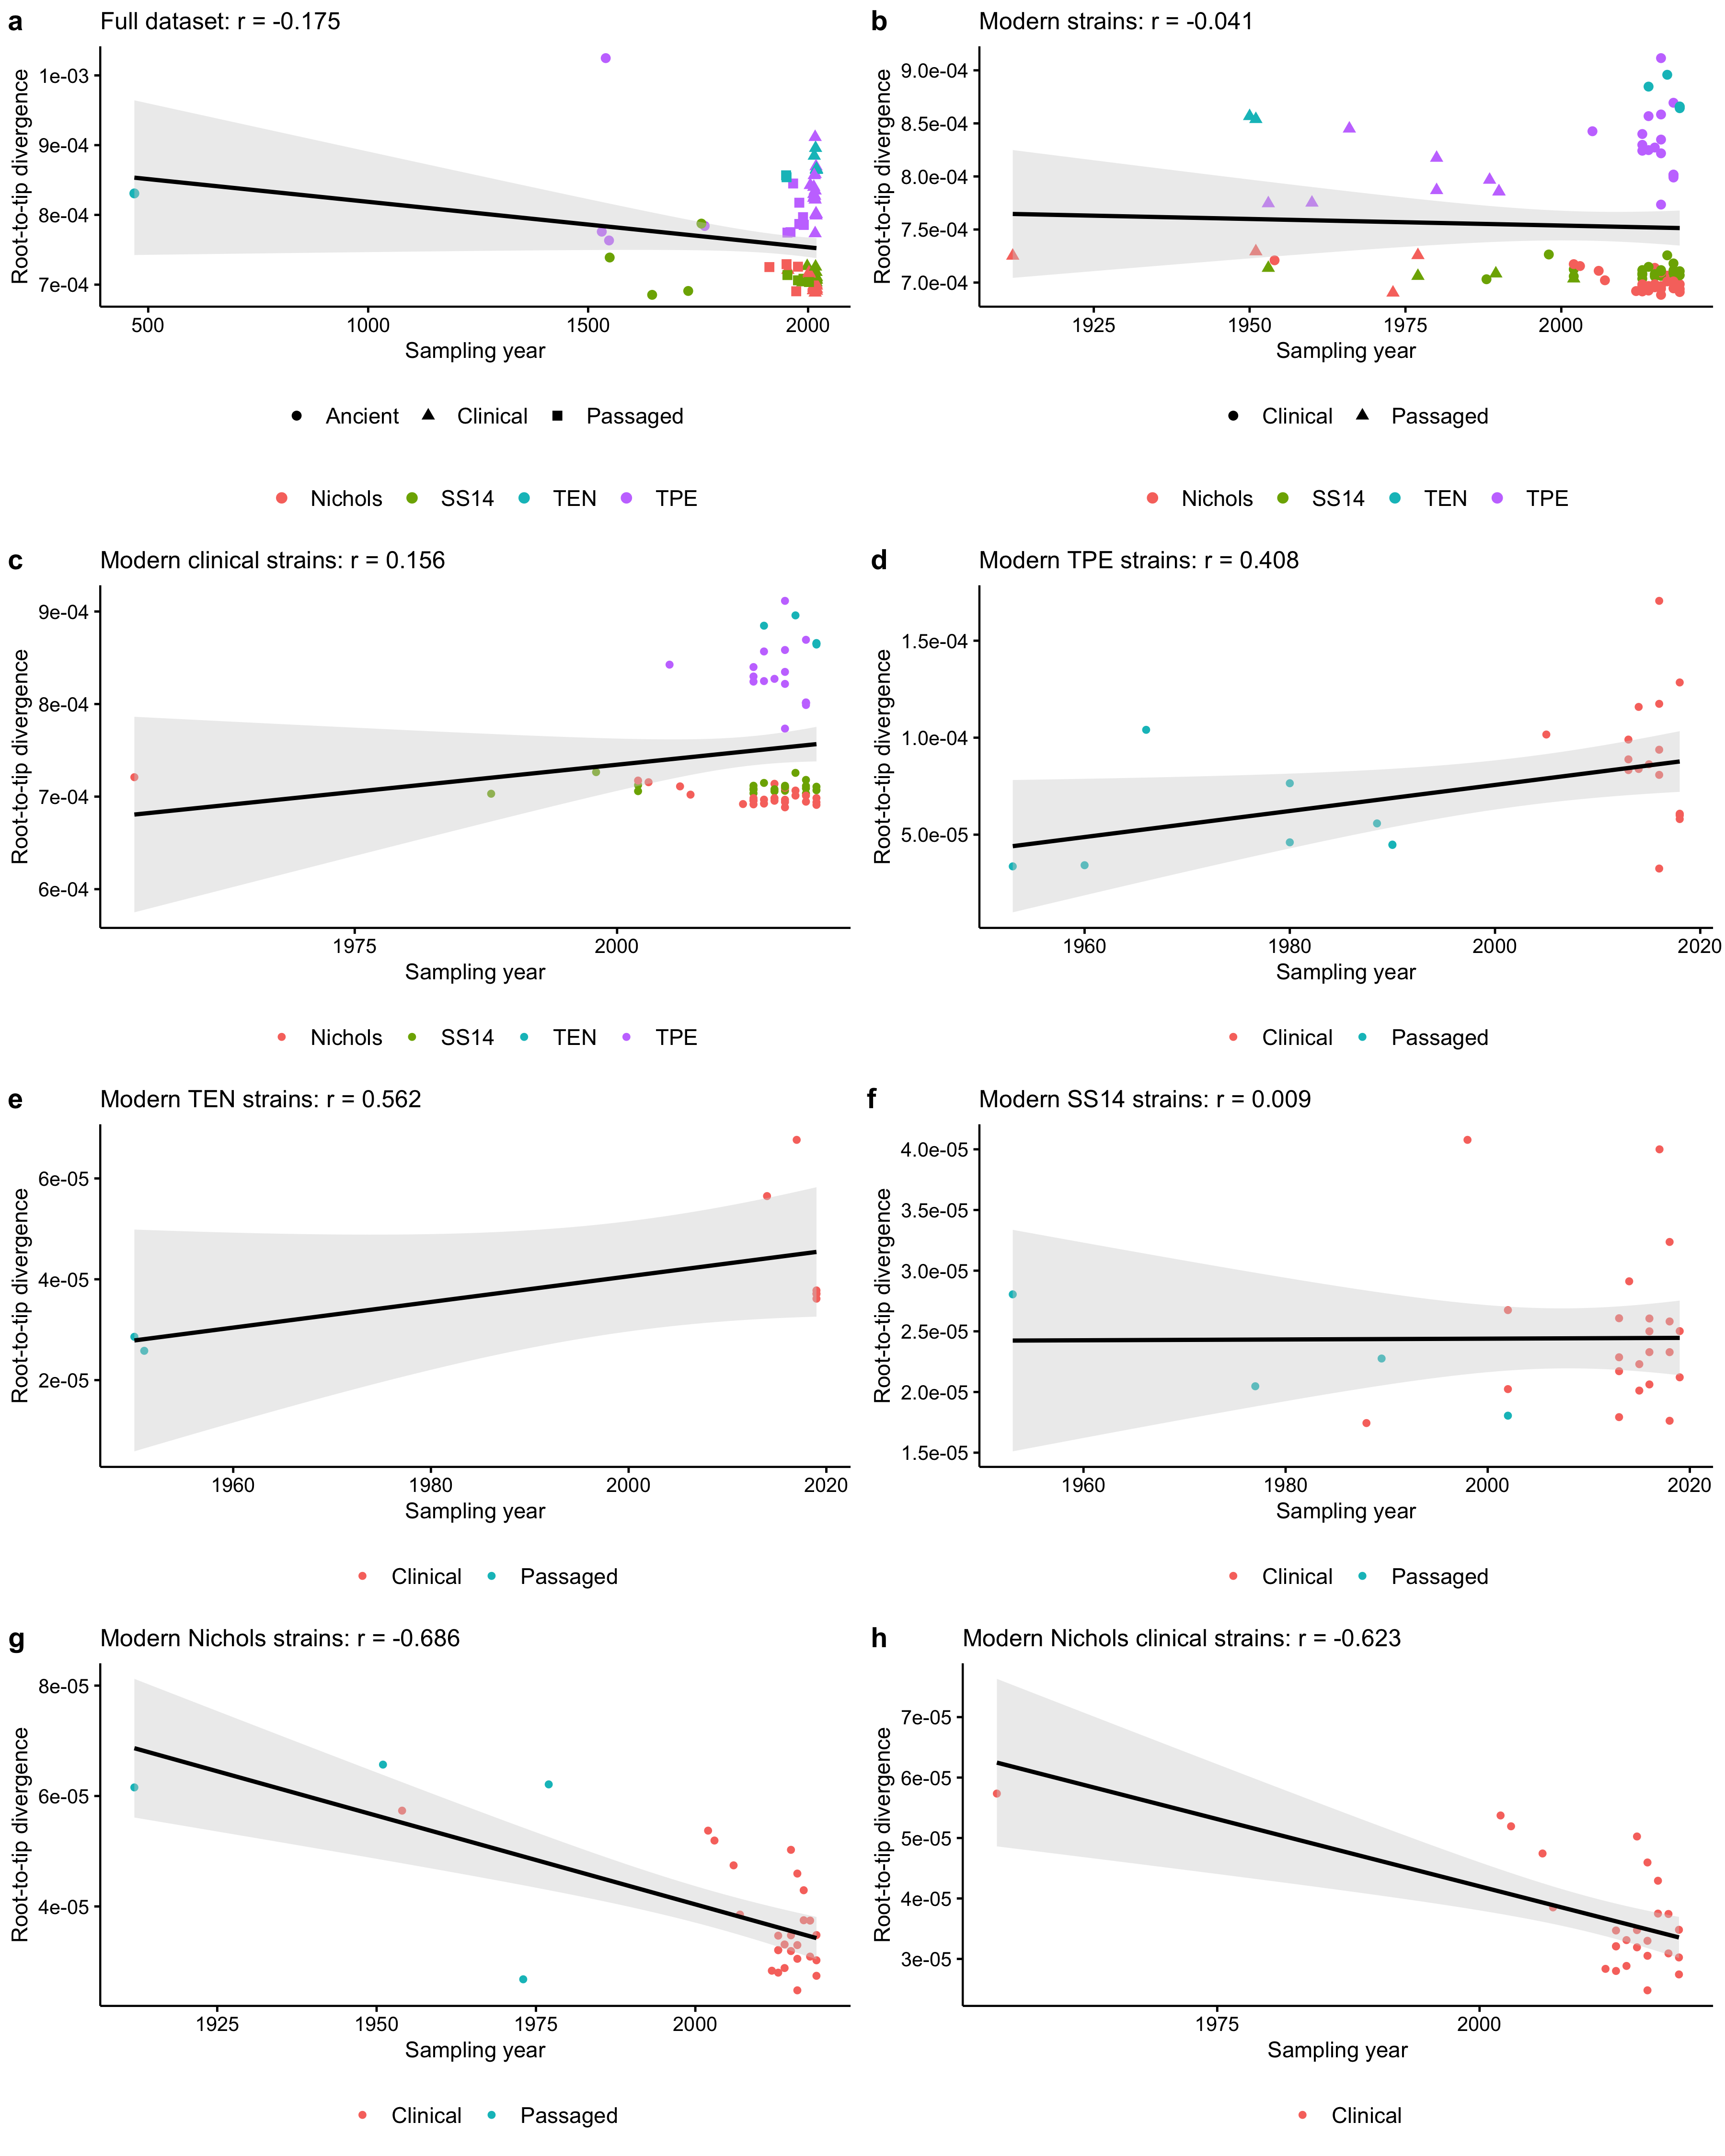 a
Full dataset: r = -0.175
Root-to-tip divergence
1e-03
9e-04
8e-04
7e-04
500 1000 1500 2000
Sampling year
Ancient Clinical Passaged
Nichols SS14 TEN TPE
b
Modern strains: r = -0.041
Root-to-tip divergence
9.0e-04
8.5e-04
8.0e-04
7.5e-04
7.0e-04
1925 1950 1975 2000
Sampling year
Clinical Passaged
Nichols SS14 TEN TPE
c
Modern clinical strains: r = 0.156
Root-to-tip divergence
9e-04
8e-04
7e-04
6e-04
1975 2000
Sampling year
Nichols SS14 TEN TPE
d
Modern TPE strains: r = 0.408
Root-to-tip divergence
1.5e-04
1.0e-04
5.0e-05
1960 1980 2000 2020
Sampling year
Clinical Passaged
e
Modern TEN strains: r = 0.562
Root-to-tip divergence
6e-05
4e-05
2e-05
1960 1980 2000 2020
Sampling year
Clinical Passaged
f
Modern SS14 strains: r = 0.009
Root-to-tip divergence
4.0e-05
3.5e-05
3.0e-05
2.5e-05
2.0e-05
1.5e-05
1960 1980 2000 2020
Sampling year
Clinical Passaged
g
Modern Nichols strains: r = -0.686
Root-to-tip divergence
8e-05
6e-05
4e-05
1925 1950 1975 2000
Sampling year
Clinical Passaged
h
Modern Nichols clinical strains: r = -0.623
Root-to-tip divergence
7e-05
6e-05
5e-05
4e-05
3e-05
1975 2000
Sampling year
Clinical